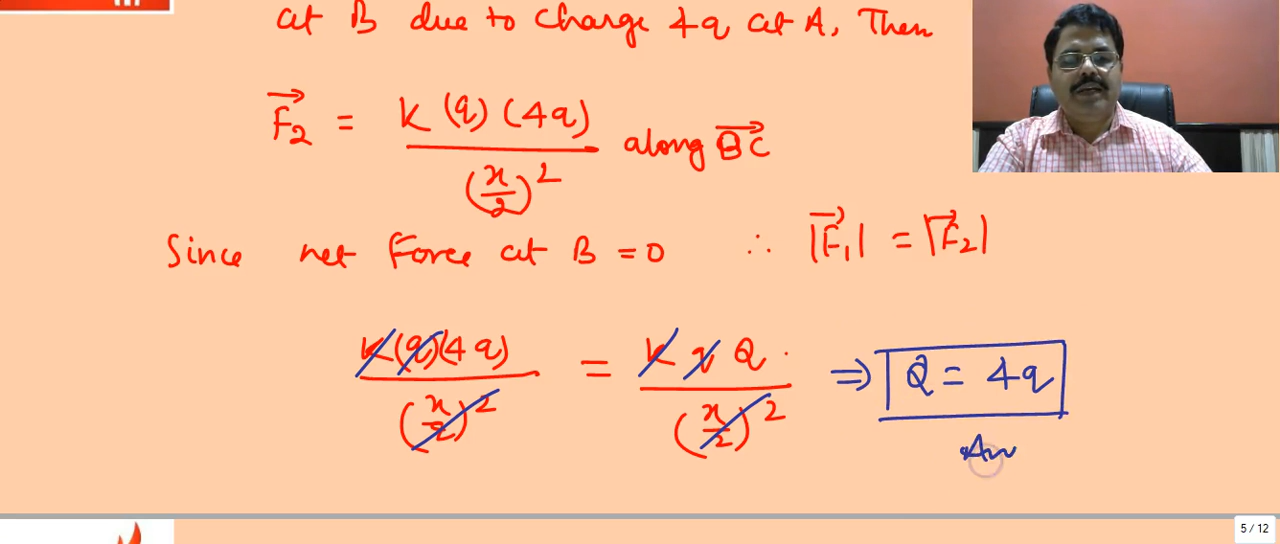 at B due to charge 4q at A, Then
F₂⃗ = K (q) (4q) / (x/2)² along BC⃗
Since net Force at B = 0 ∴ |F₁⃗| = |F₂⃗|
K(q)(4q) / (x/2)² = K q Q / (x/2)² ⇒ Q = 4q
An
5 / 12